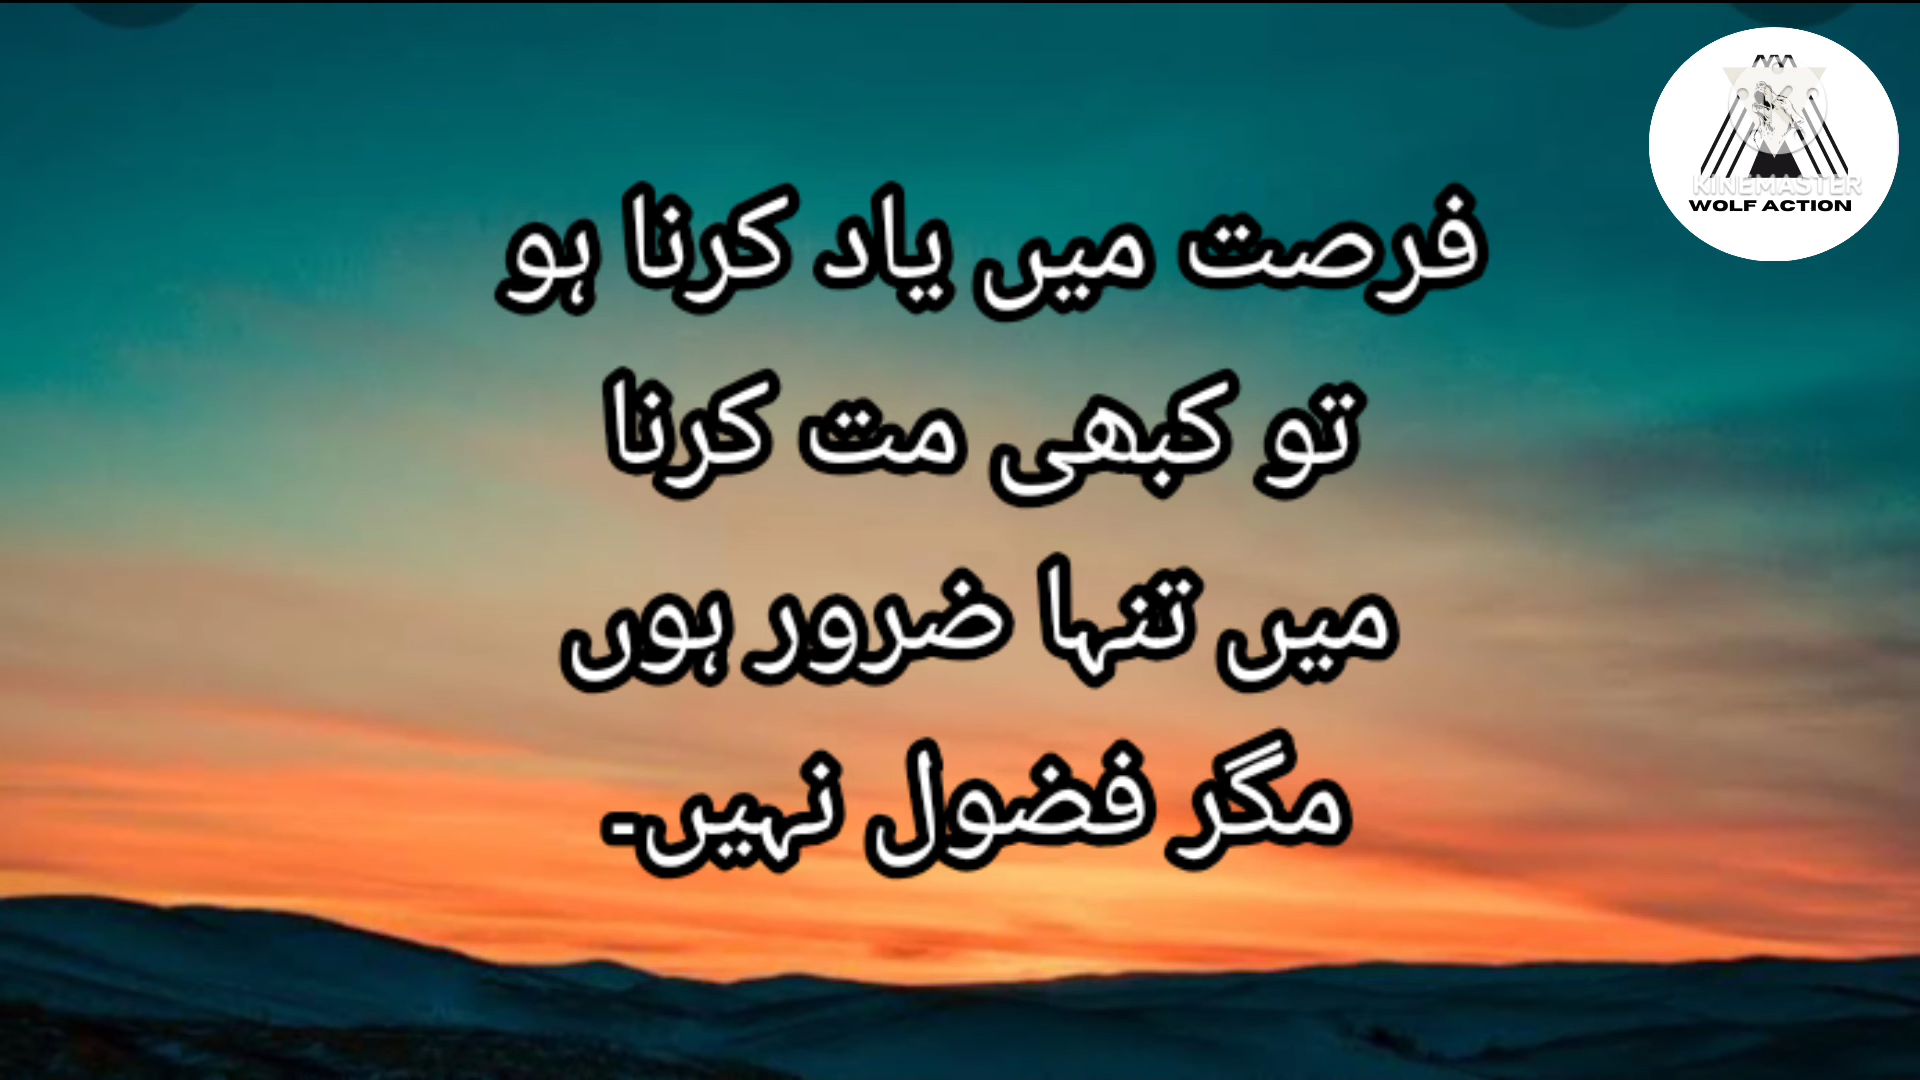 فرصت میں یاد کرنا ہو
تو کبھی مت کرنا
میں تنہا ضرور ہوں
مگر فضول نہیں۔
KINEMASTER
WOLF ACTION